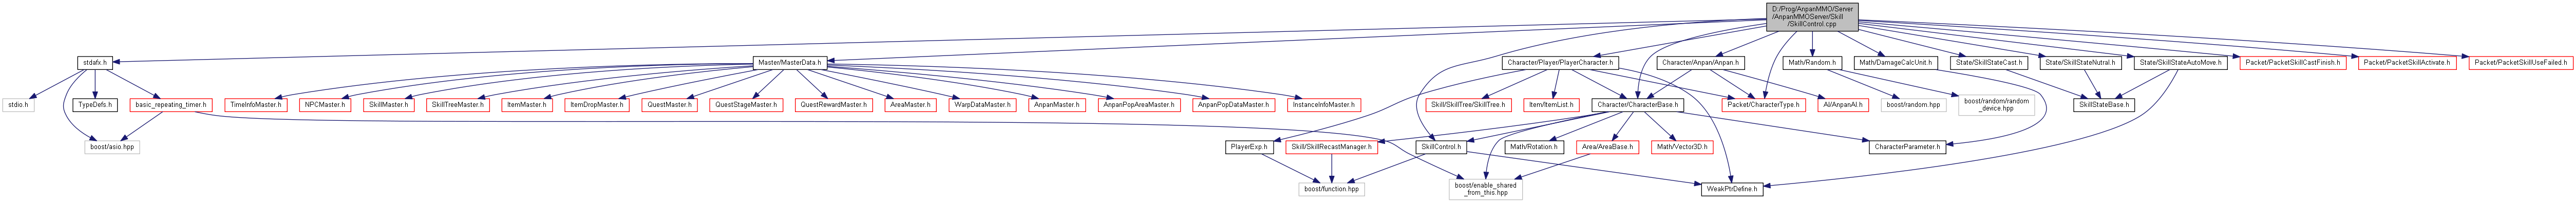 D:/Prog/AnpanMMO/Server
/AnpanMMOServer/Skill
/SkillControl.cpp
stdafx.h
Master/MasterData.h
Character/Player/PlayerCharacter.h
Character/Anpan/Anpan.h
Math/Random.h
Math/DamageCalcUnit.h
State/SkillStateCast.h
State/SkillStateNutral.h
State/SkillStateAutoMove.h
Packet/PacketSkillCastFinish.h
Packet/PacketSkillActivate.h
Packet/PacketSkillUseFailed.h
stdio.h
TypeDefs.h
basic_repeating_timer.h
TimeInfoMaster.h
NPCMaster.h
SkillMaster.h
SkillTreeMaster.h
ItemMaster.h
ItemDropMaster.h
QuestMaster.h
QuestStageMaster.h
QuestRewardMaster.h
AreaMaster.h
WarpDataMaster.h
AnpanMaster.h
AnpanPopAreaMaster.h
AnpanPopDataMaster.h
InstanceInfoMaster.h
Skill/SkillTree/SkillTree.h
Item/ItemList.h
Character/CharacterBase.h
Packet/CharacterType.h
AI/AnpanAI.h
boost/random.hpp
boost/random/random
_device.hpp
SkillStateBase.h
boost/asio.hpp
PlayerExp.h
Skill/SkillRecastManager.h
SkillControl.h
Math/Rotation.h
Area/AreaBase.h
Math/Vector3D.h
CharacterParameter.h
boost/function.hpp
boost/enable_shared
_from_this.hpp
WeakPtrDefine.h